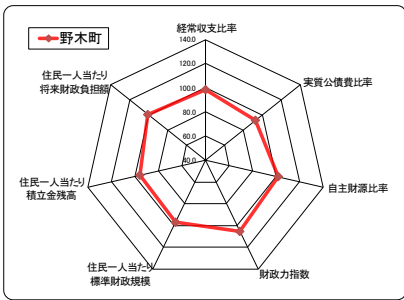 野木町
経常収支比率
140.0
120.0
100.0
80.0
60.0
40.0
実質公債費比率
自主財源比率
財政力指数
住民一人当たり
標準財政規模
住民一人当たり
積立金残高
住民一人当たり
将来財政負担額